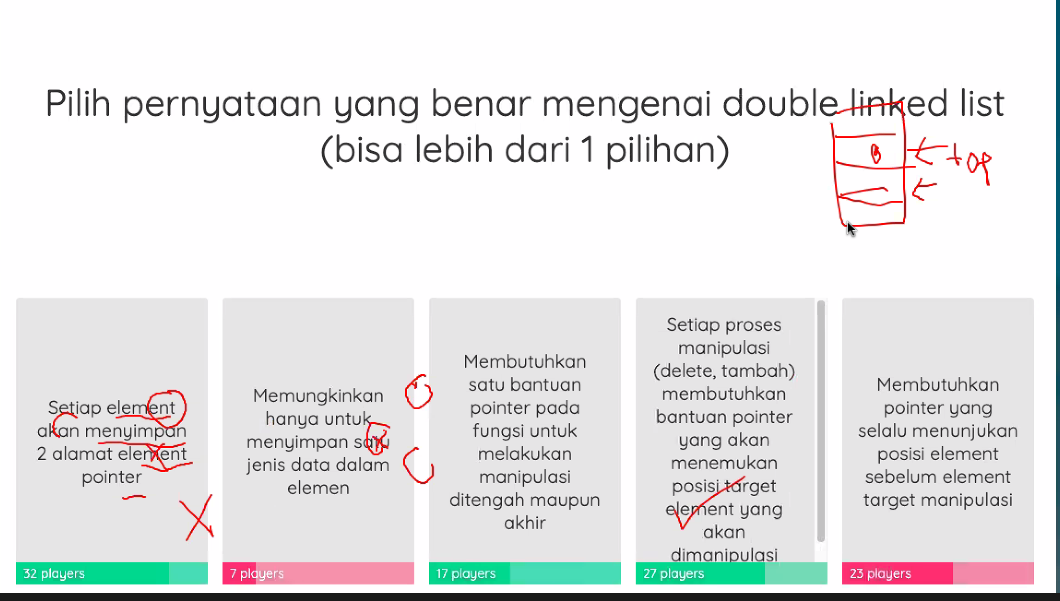 Pilih pernyataan yang benar mengenai double linked list
(bisa lebih dari 1 pilihan)
top
Setiap element
akan menyimpan
2 alamat element
pointer
32 players
Memungkinkan
hanya untuk
menyimpan satu
jenis data dalam
elemen
7 players
Membutuhkan
satu bantuan
pointer pada
fungsi untuk
melakukan
manipulasi
ditengah maupun
akhir
17 players
Setiap proses
manipulasi
(delete, tambah)
membutuhkan
bantuan pointer
yang akan
menemukan
posisi target
element yang
akan
dimanipulasi
27 players
Membutuhkan
pointer yang
selalu menunjukan
posisi element
sebelum element
target manipulasi
23 players